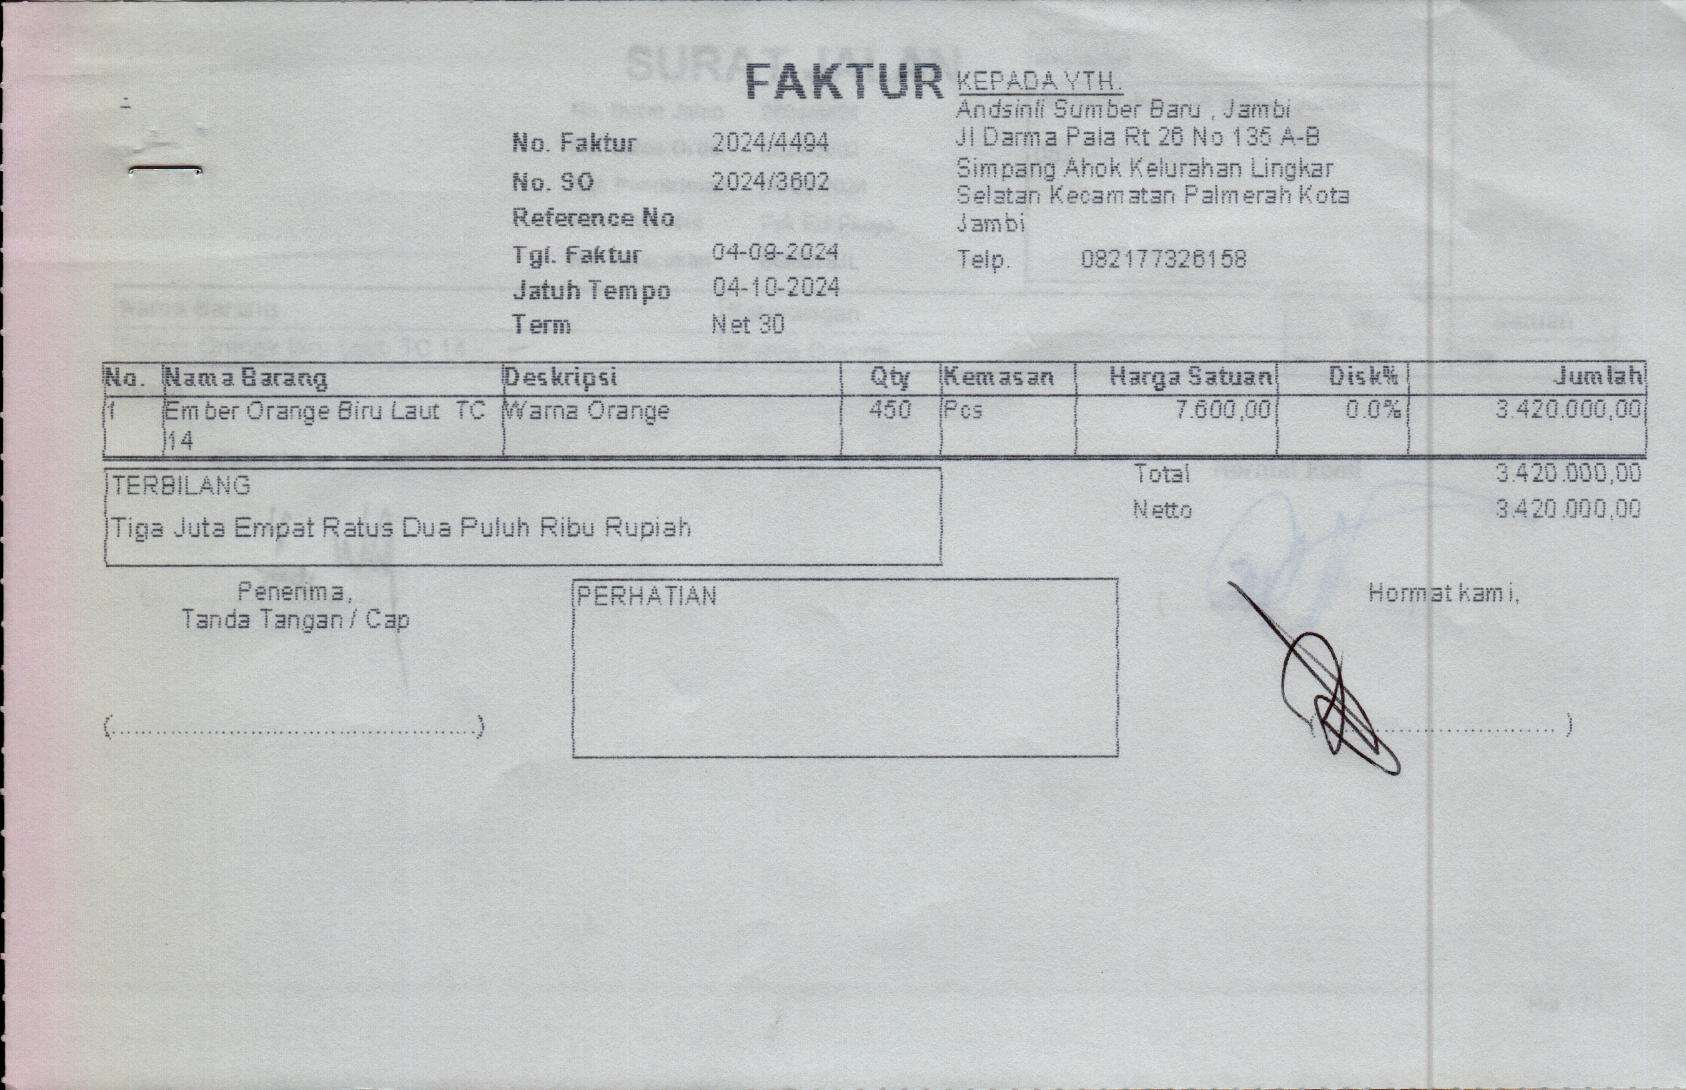 FAKTUR
KEPADA YTH.
Andsinli Sumber Baru , Jambi
Jl Darma Pala Rt 26 No 135 A-B
Simpang Ahok Kelurahan Lingkar
Selatan Kecamatan Palmerah Kota
Jambi
Telp. 082177326158
No. Faktur 2024/4494
No. SO 2024/3602
Reference No
Tgl. Faktur 04-09-2024
Jatuh Tempo 04-10-2024
Term Net 30
No. Nama Barang Deskripsi Qty Kemasan Harga Satuan Disk% Jumlah
1 Ember Orange Biru Laut TC Warna Orange 450 Pcs 7.600,00 0.0% 3.420.000,00
14
TERBILANG
Tiga Juta Empat Ratus Dua Puluh Ribu Rupiah
Total 3.420.000,00
Netto 3.420.000,00
Penerima,
Tanda Tangan / Cap
PERHATIAN
Hormat kami,
(................................................)
(................................ )